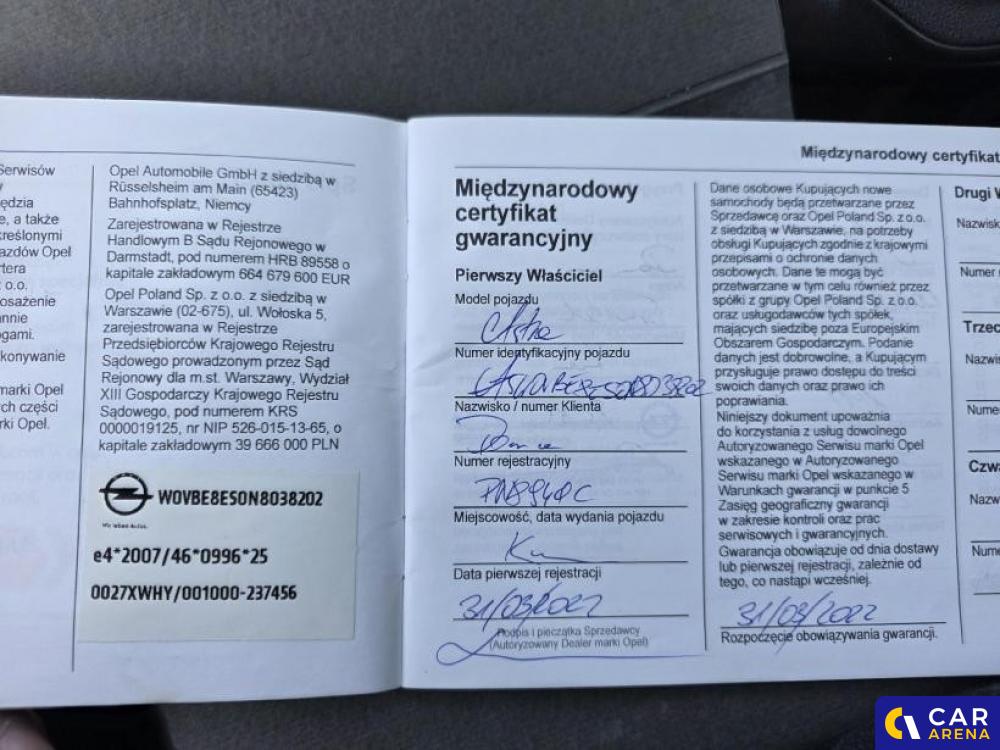 Serwisów
y
ędzia
e, a także
kreślonymi
azdów Opel
rtera
z o.o.
osażenie
annie
ogami.
konywanie
marki Opel
ch części
rki Opel.
Opel Automobile GmbH z siedzibą w
Rüsselsheim am Main (65423)
Bahnhofsplatz, Niemcy
Zarejestrowana w Rejestrze
Handlowym B Sądu Rejonowego w
Darmstadt, pod numerem HRB 89558 o
kapitale zakładowym 664 679 600 EUR
Opel Poland Sp. z o.o. z siedzibą w
Warszawie (02-675), ul. Wołoska 5,
zarejestrowana w Rejestrze
Przedsiębiorców Krajowego Rejestru
Sądowego prowadzonym przez Sąd
Rejonowy dla m.st. Warszawy, Wydział
XIII Gospodarczy Krajowego Rejestru
Sądowego, pod numerem KRS
0000019125, nr NIP 526-015-13-65, o
kapitale zakładowym 39 666 000 PLN
W0VBE8ES0N8038202
e4*2007/46*0996*25
0027XWHY/001000-237456
Międzynarodowy certyfikat
Międzynarodowy
certyfikat
gwarancyjny
Pierwszy Właściciel
Model pojazdu
Astra
Numer identyfikacyjny pojazdu
Nazwisko / numer Klienta
Numer rejestracyjny
Miejscowość, data wydania pojazdu
Data pierwszej rejestracji
31/03/2022
Podpis i pieczątka Sprzedawcy
(Autoryzowany Dealer marki Opel)
Dane osobowe Kupujących nowe
samochody będą przetwarzane przez
Sprzedawcę oraz Opel Poland Sp. z o.o.
z siedzibą w Warszawie, na potrzeby
obsługi Kupujących zgodnie z krajowymi
przepisami o ochronie danych
osobowych. Dane te mogą być
przetwarzane w tym celu również przez
spółki z grupy Opel Poland Sp. z o.o.
oraz usługodawców tych spółek,
mających siedzibę poza Europejskim
Obszarem Gospodarczym. Podanie
danych jest dobrowolne, a Kupującym
przysługuje prawo dostępu do treści
swoich danych oraz prawo ich
poprawiania.
Niniejszy dokument upoważnia
do korzystania z usług dowolnego
Autoryzowanego Serwisu marki Opel
wskazanego w Autoryzowanego
Serwisu marki Opel wskazanego w
Warunkach gwarancji w punkcie 5
Zasięg geograficzny gwarancji
w zakresie kontroli oraz prac
serwisowych i gwarancyjnych.
Gwarancja obowiązuje od dnia dostawy
lub pierwszej rejestracji, zależnie od
tego, co nastąpi wcześniej.
31/03/2022
Rozpoczęcie obowiązywania gwarancji.
Drugi W
Nazwisk
Numer
Trzec
Nazwis
Nume
Czwa
Nazw
Nume
CAR
ARENA